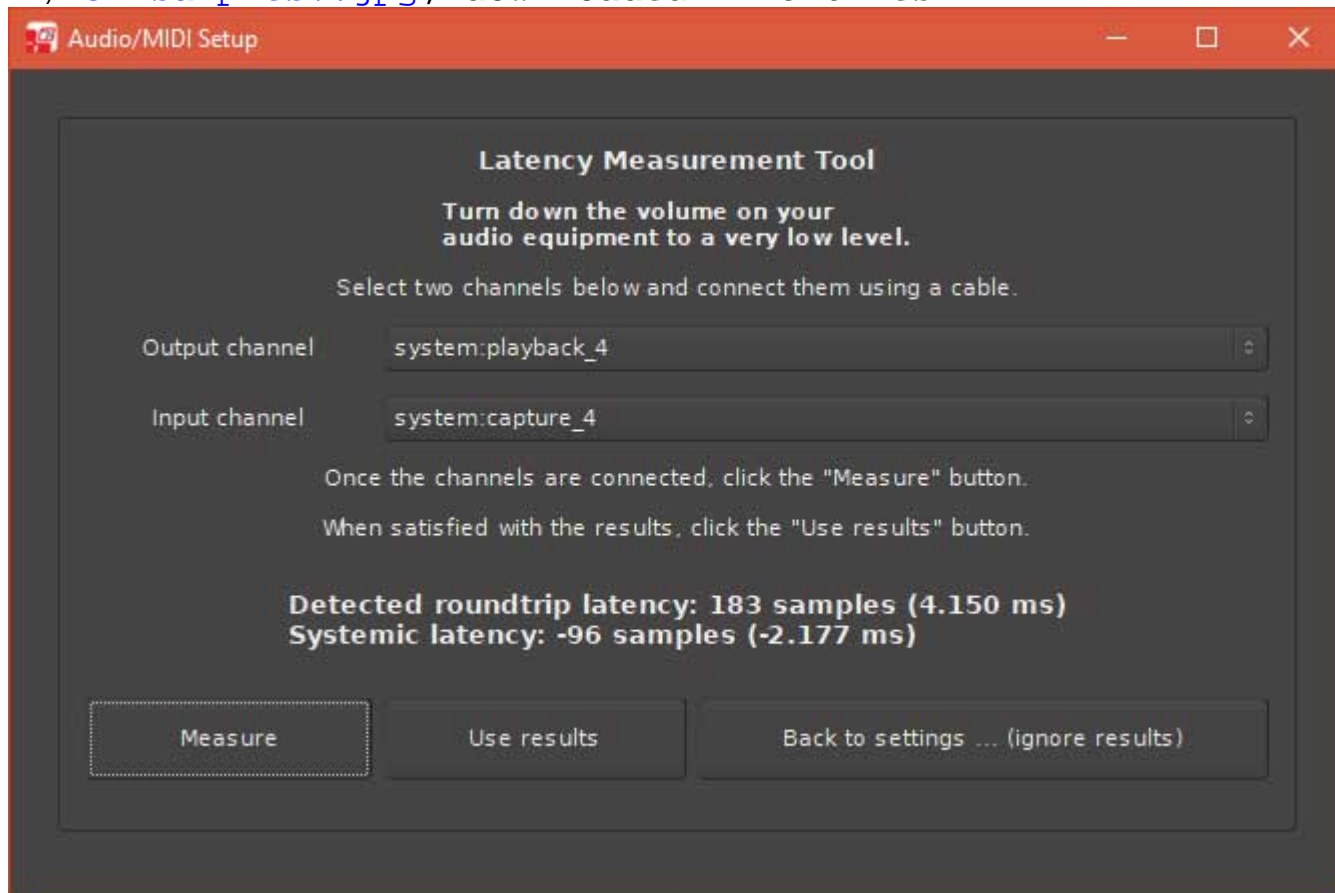 Audio/MIDI Setup
Latency Measurement Tool
Turn down the volume on your
audio equipment to a very low level.
Select two channels below and connect them using a cable.
Output channel system:playback_4
Input channel system:capture_4
Once the channels are connected, click the "Measure" button.
When satisfied with the results, click the "Use results" button.
Detected roundtrip latency: 183 samples (4.150 ms)
Systemic latency: -96 samples (-2.177 ms)
Measure Use results Back to settings ... (ignore results)